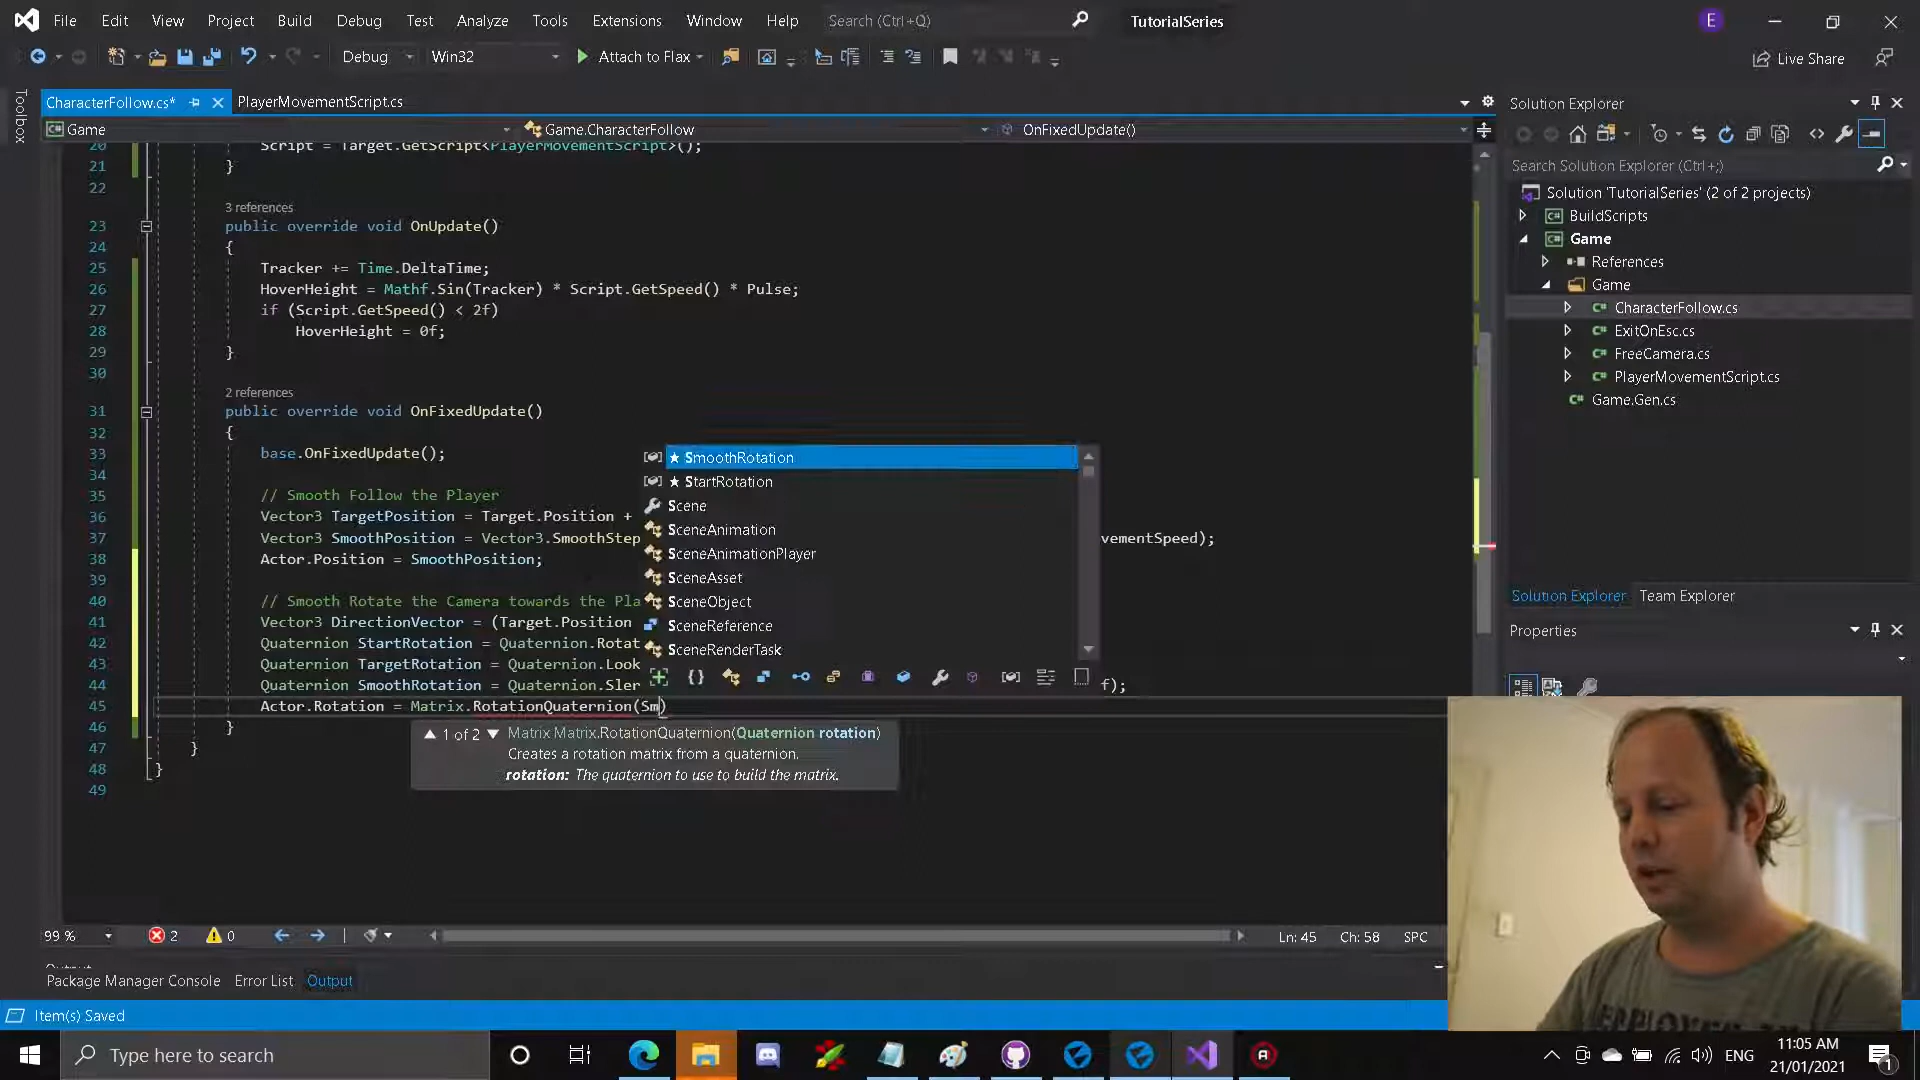 File Edit View Project Build Debug Test Analyze Tools Extensions Window Help Search (Ctrl+Q) TutorialSeries E
Debug Win32 Attach to Flax Live Share
Toolbox
CharacterFollow.cs* PlayerMovementScript.cs
Game Game.CharacterFollow OnFixedUpdate()
20 Script = Target.GetScript<PlayerMovementScript>();
21 }
22
3 references
23 public override void OnUpdate()
24 {
25 Tracker += Time.DeltaTime;
26 HoverHeight = Mathf.Sin(Tracker) * Script.GetSpeed() * Pulse;
27 if (Script.GetSpeed() < 2f)
28 HoverHeight = 0f;
29 }
30
2 references
31 public override void OnFixedUpdate()
32 {
33 base.OnFixedUpdate();
34
35 // Smooth Follow the Player
36 Vector3 TargetPosition = Target.Position +
37 Vector3 SmoothPosition = Vector3.SmoothStep vementSpeed);
38 Actor.Position = SmoothPosition;
39
40 // Smooth Rotate the Camera towards the Pla
41 Vector3 DirectionVector = (Target.Position
42 Quaternion StartRotation = Quaternion.Rotat
43 Quaternion TargetRotation = Quaternion.Look
44 Quaternion SmoothRotation = Quaternion.Sler f);
45 Actor.Rotation = Matrix.RotationQuaternion(Sm)
46 }
47 }
48 }
49
★ SmoothRotation
★ StartRotation
Scene
SceneAnimation
SceneAnimationPlayer
SceneAsset
SceneObject
SceneReference
SceneRenderTask
▲ 1 of 2 ▼ Matrix Matrix.RotationQuaternion(Quaternion rotation)
Creates a rotation matrix from a quaternion.
rotation: The quaternion to use to build the matrix.
99 % 2 0 Ln: 45 Ch: 58 SPC
Package Manager Console Error List Output
Item(s) Saved
Solution Explorer
Search Solution Explorer (Ctrl+;)
Solution 'TutorialSeries' (2 of 2 projects)
BuildScripts
Game
References
Game
CharacterFollow.cs
ExitOnEsc.cs
FreeCamera.cs
PlayerMovementScript.cs
Game.Gen.cs
Solution Explorer Team Explorer
Properties
Type here to search
ENG
11:05 AM
21/01/2021
1